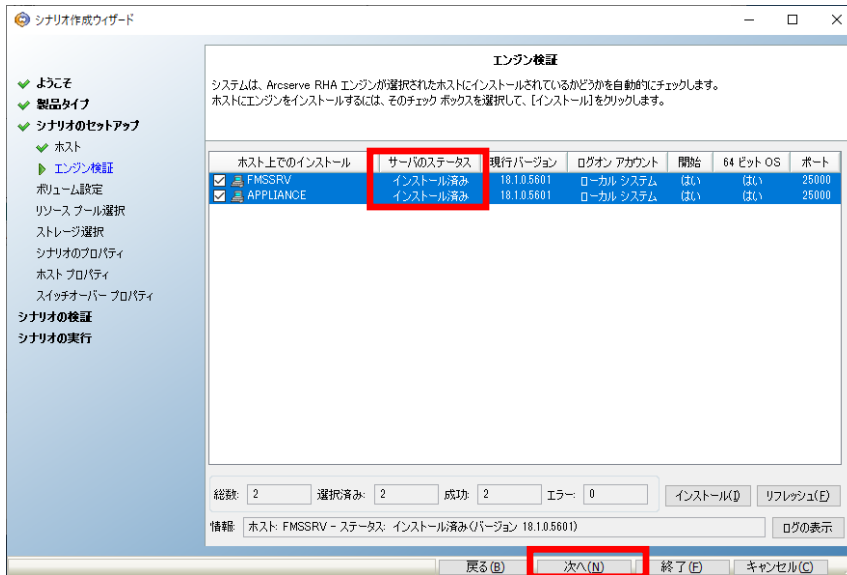 シナリオ作成ウィザード
エンジン検証
システムは、Arcserve RHA エンジンが選択されたホストにインストールされているかどうかを自動的にチェックします。
ホストにエンジンをインストールするには、そのチェック ボックスを選択して、[インストール]をクリックします。
ようこそ
製品タイプ
シナリオのセットアップ
ホスト
エンジン検証
ボリューム設定
リソース プール選択
ストレージ選択
シナリオのプロパティ
ホスト プロパティ
スイッチオーバー プロパティ
シナリオの検証
シナリオの実行
ホスト上でのインストール サーバのステータス 現行バージョン ログオン アカウント 開始 64 ビット OS ポート
FMSSRV インストール済み 18.1.0.5601 ローカル システム はい はい 25000
APPLIANCE インストール済み 18.1.0.5601 ローカル システム はい はい 25000
総数: 2 選択済み: 2 成功: 2 エラー: 0 インストール(I) リフレッシュ(F)
情報: ホスト: FMSSRV - ステータス: インストール済み(バージョン 18.1.0.5601) ログの表示
戻る(B) 次へ(N) 終了(F) キャンセル(C)